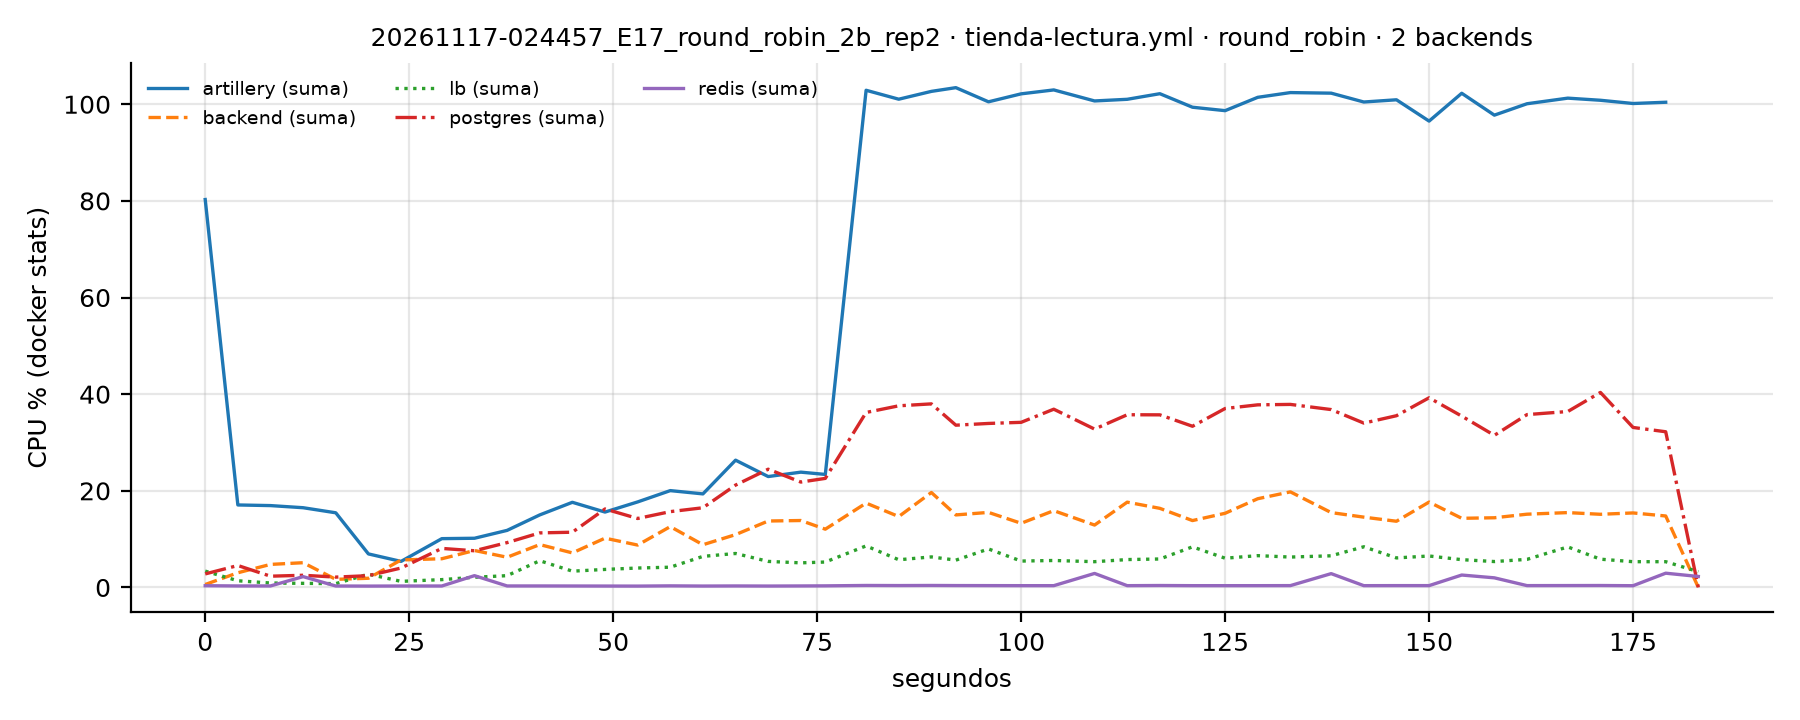 20261117-024457_E17_round_robin_2b_rep2 · tienda-lectura.yml · round_robin · 2 backends
artillery (suma) lb (suma) redis (suma)
backend (suma) postgres (suma)
CPU % (docker stats)
100
80
60
40
20
0
0 25 50 75 100 125 150 175
segundos